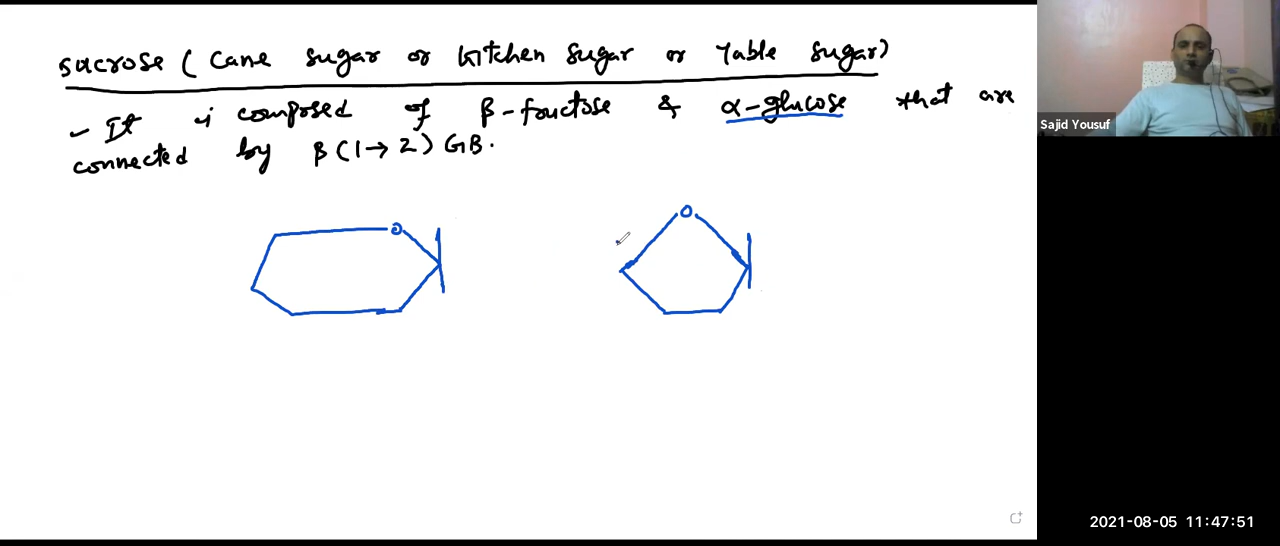 sucrose ( Cane sugar or kitchen sugar or Table sugar)
- It is composed of β-fructose & α-glucose that are
connected by β(1→2) GB.
O
O
Sajid Yousuf
2021-08-05 11:47:51